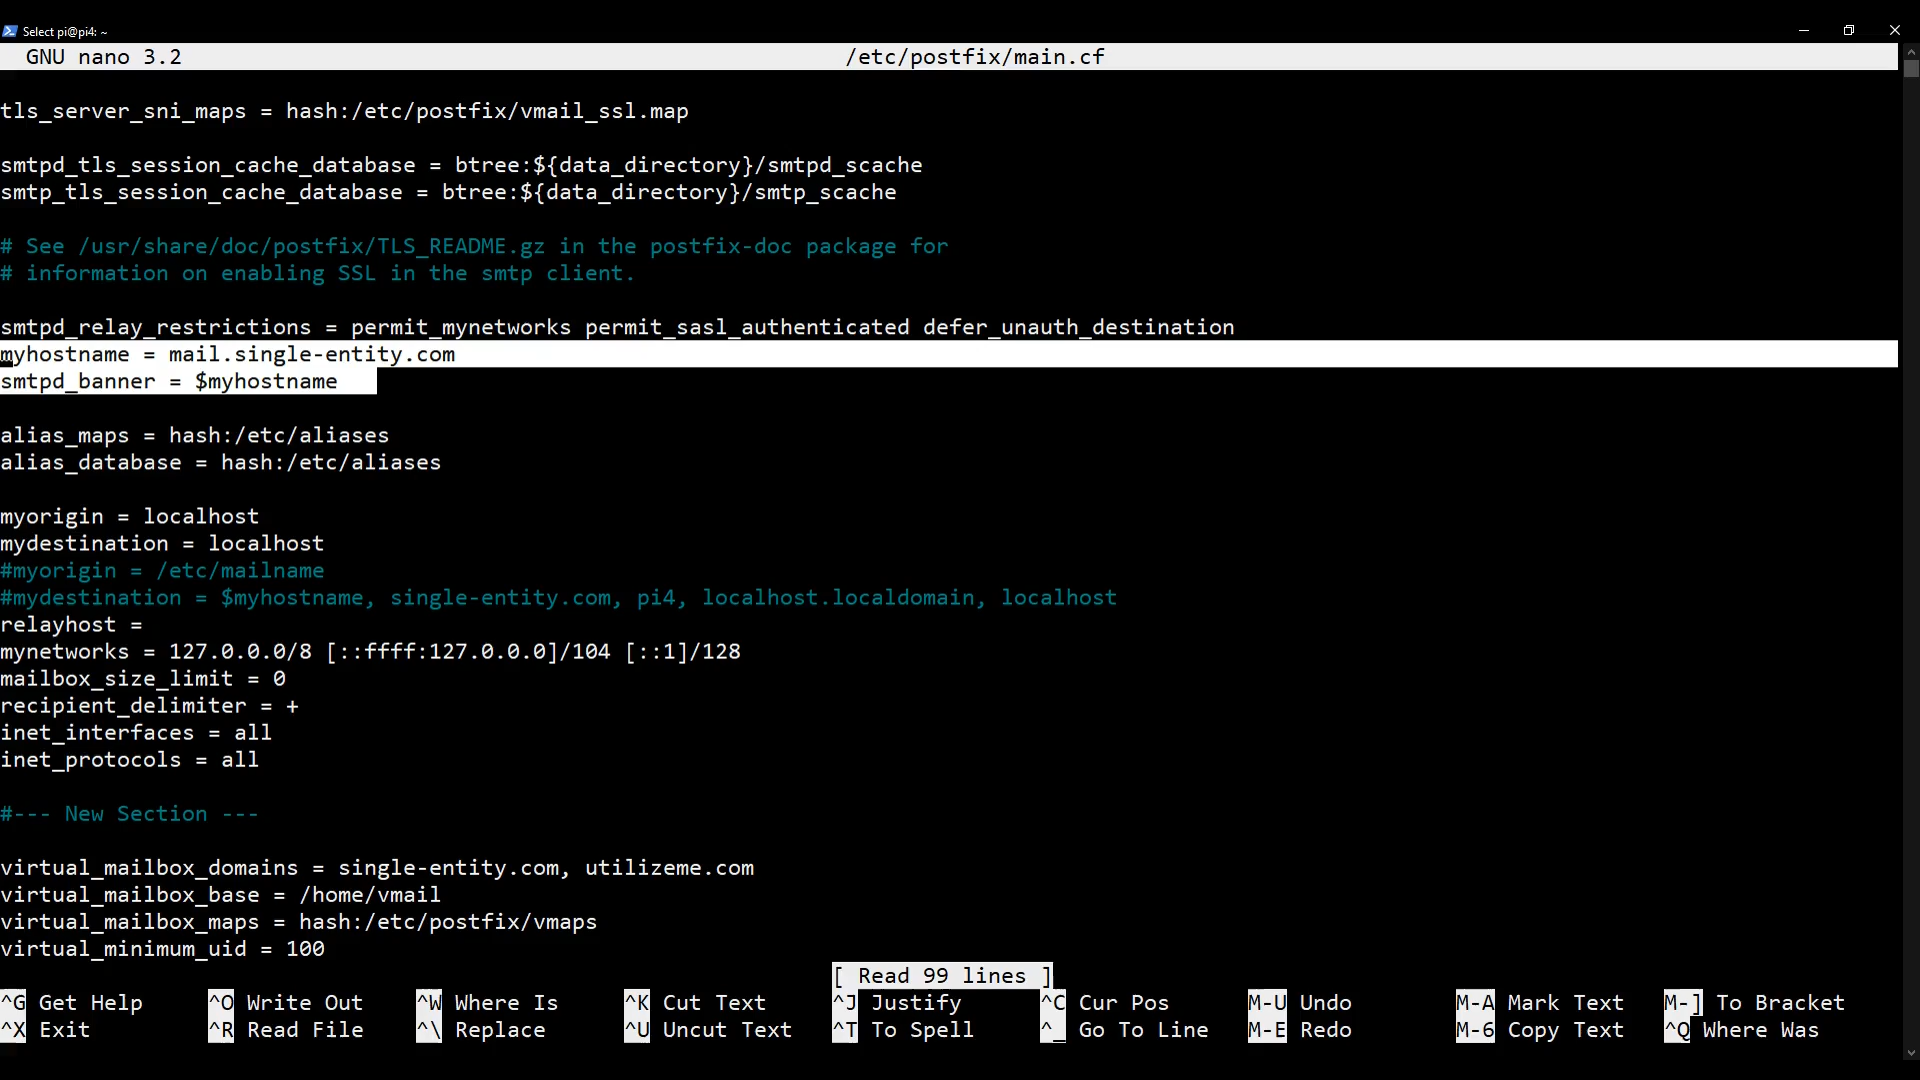 Select pi@pi4: ~
GNU nano 3.2 /etc/postfix/main.cf
tls_server_sni_maps = hash:/etc/postfix/vmail_ssl.map
smtpd_tls_session_cache_database = btree:${data_directory}/smtpd_scache
smtp_tls_session_cache_database = btree:${data_directory}/smtp_scache
# See /usr/share/doc/postfix/TLS_README.gz in the postfix-doc package for
# information on enabling SSL in the smtp client.
smtpd_relay_restrictions = permit_mynetworks permit_sasl_authenticated defer_unauth_destination
myhostname = mail.single-entity.com
smtpd_banner = $myhostname
alias_maps = hash:/etc/aliases
alias_database = hash:/etc/aliases
myorigin = localhost
mydestination = localhost
#myorigin = /etc/mailname
#mydestination = $myhostname, single-entity.com, pi4, localhost.localdomain, localhost
relayhost =
mynetworks = 127.0.0.0/8 [::ffff:127.0.0.0]/104 [::1]/128
mailbox_size_limit = 0
recipient_delimiter = +
inet_interfaces = all
inet_protocols = all
#--- New Section ---
virtual_mailbox_domains = single-entity.com, utilizeme.com
virtual_mailbox_base = /home/vmail
virtual_mailbox_maps = hash:/etc/postfix/vmaps
virtual_minimum_uid = 100
[ Read 99 lines ]
^G Get Help ^O Write Out ^W Where Is ^K Cut Text ^J Justify ^C Cur Pos M-U Undo M-A Mark Text M-] To Bracket
^X Exit ^R Read File ^\ Replace ^U Uncut Text ^T To Spell ^_ Go To Line M-E Redo M-6 Copy Text ^Q Where Was